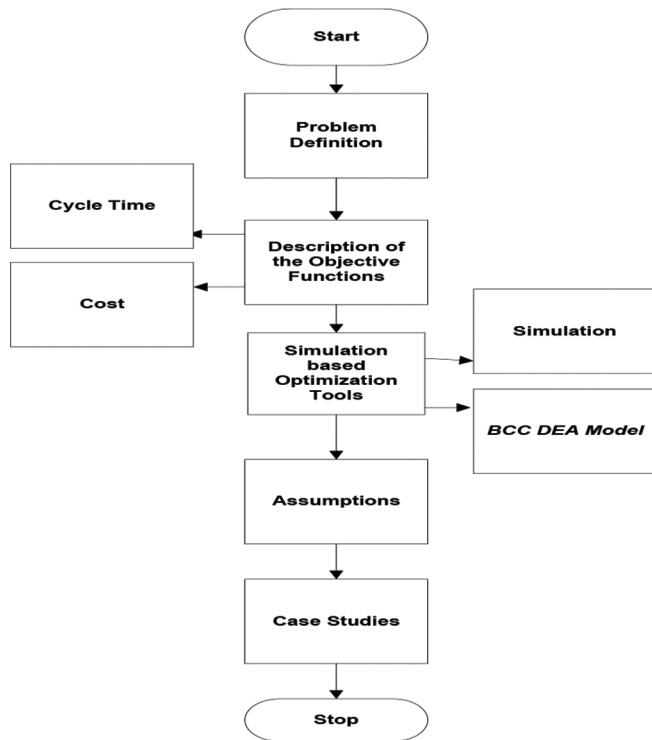 Start
Problem
Definition
Cycle Time
Description of
the Objective
Functions
Cost
Simulation
based
Optimization
Tools
Simulation
BCC DEA Model
Assumptions
Case Studies
Stop